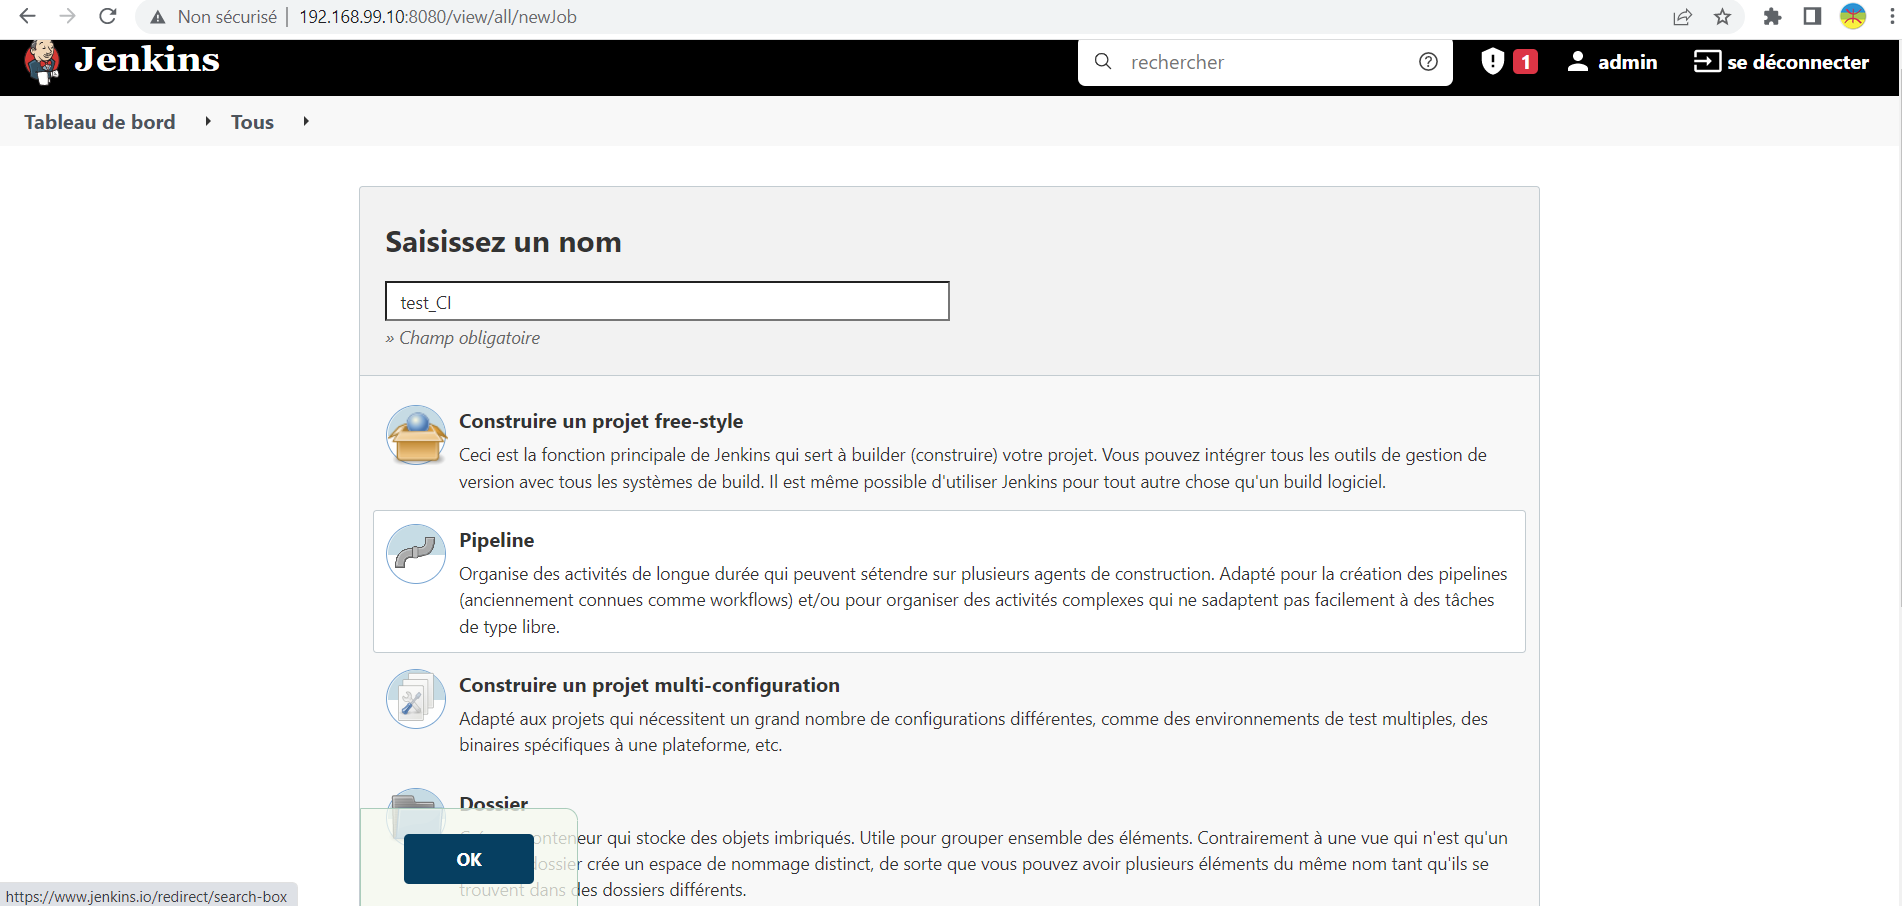 Non sécurisé | 192.168.99.10:8080/view/all/newJob
Jenkins
rechercher
1
admin
se déconnecter
Tableau de bord
Tous
Saisissez un nom
test_CI
» Champ obligatoire
Construire un projet free-style
Ceci est la fonction principale de Jenkins qui sert à builder (construire) votre projet. Vous pouvez intégrer tous les outils de gestion de
version avec tous les systèmes de build. Il est même possible d'utiliser Jenkins pour tout autre chose qu'un build logiciel.
Pipeline
Organise des activités de longue durée qui peuvent sétendre sur plusieurs agents de construction. Adapté pour la création des pipelines
(anciennement connues comme workflows) et/ou pour organiser des activités complexes qui ne sadaptent pas facilement à des tâches
de type libre.
Construire un projet multi-configuration
Adapté aux projets qui nécessitent un grand nombre de configurations différentes, comme des environnements de test multiples, des
binaires spécifiques à une plateforme, etc.
Dossier
qui stocke des objets imbriqués. Utile pour grouper ensemble des éléments. Contrairement à une vue qui n'est qu'un
crée un espace de nommage distinct, de sorte que vous pouvez avoir plusieurs éléments du même nom tant qu'ils se
trouvent dans des dossiers différents.
OK
https://www.jenkins.io/redirect/search-box